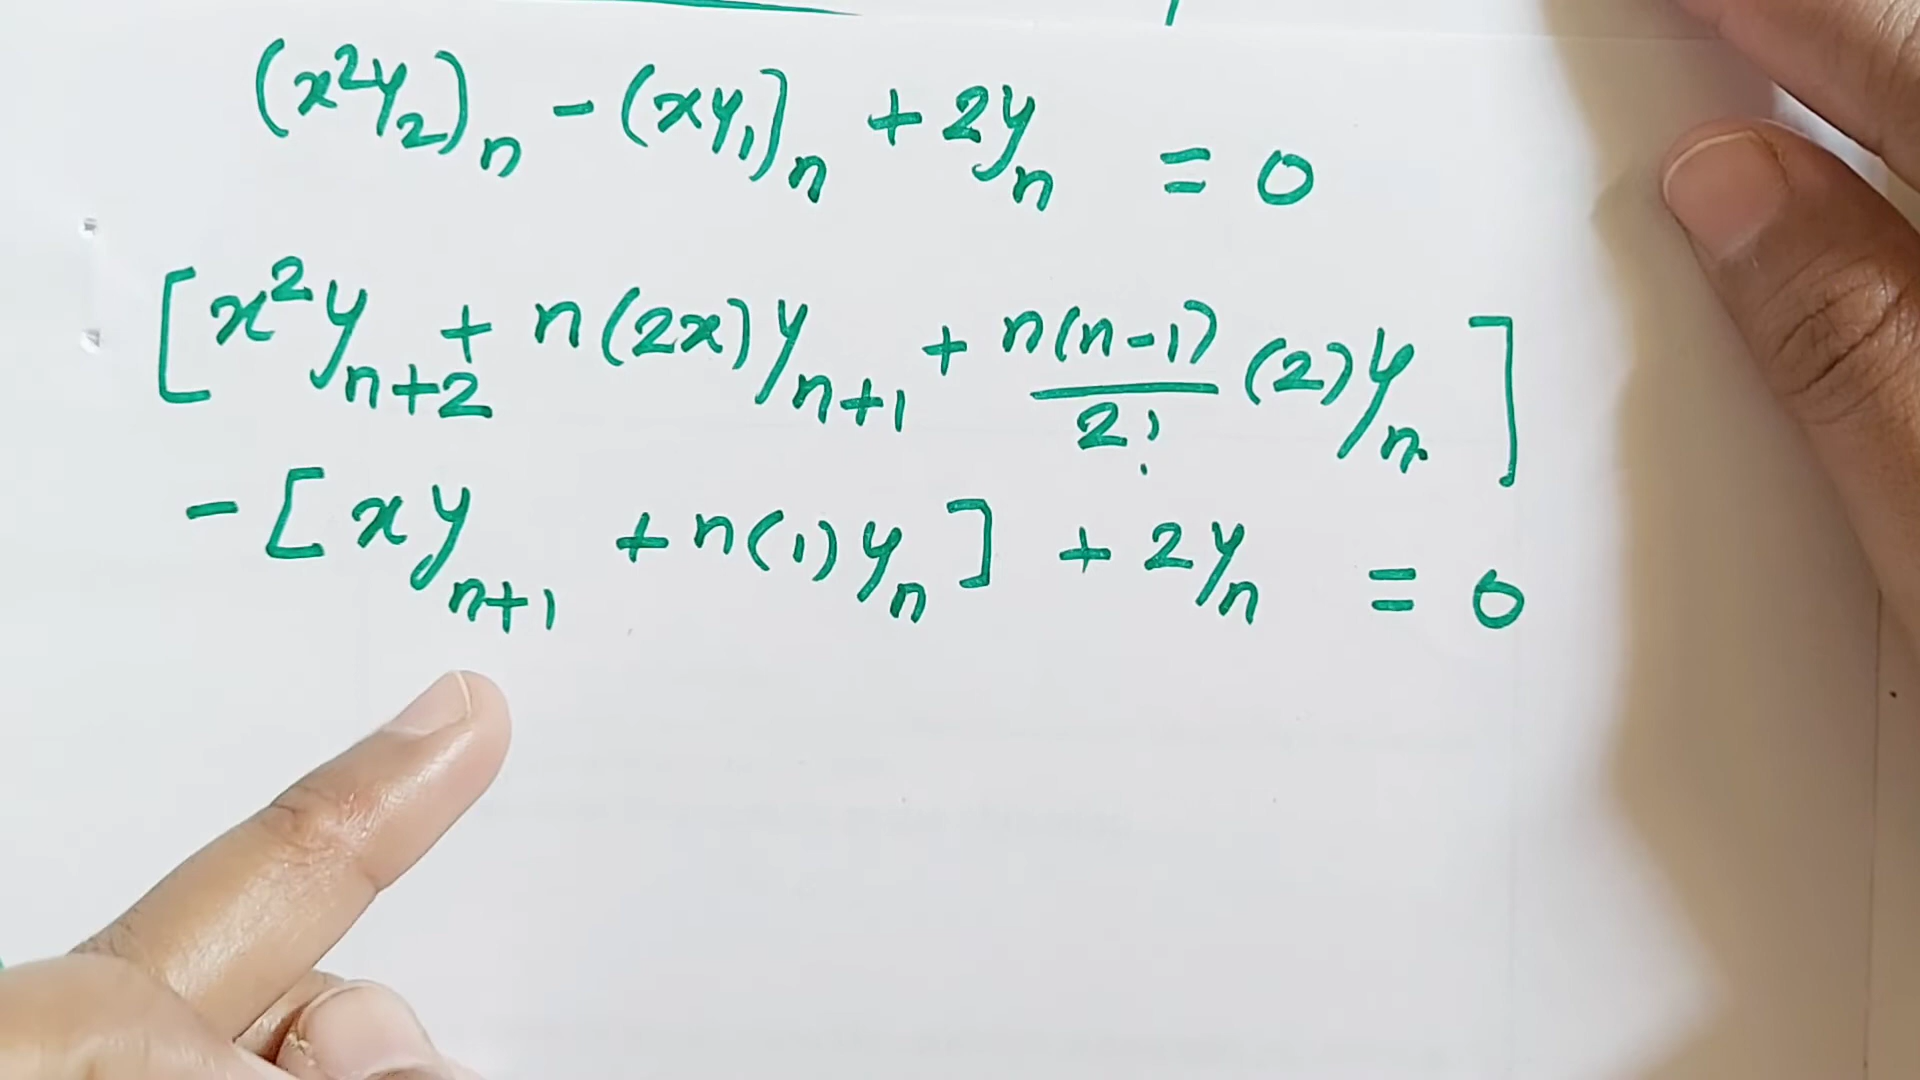 (x²y₂)ₙ - (xy₁)ₙ + 2yₙ = 0
[x²yₙ₊₂ + n(2x)yₙ₊₁ + n(n-1)/2! (2)yₙ]
- [xyₙ₊₁ + n(1)yₙ] + 2yₙ = 0